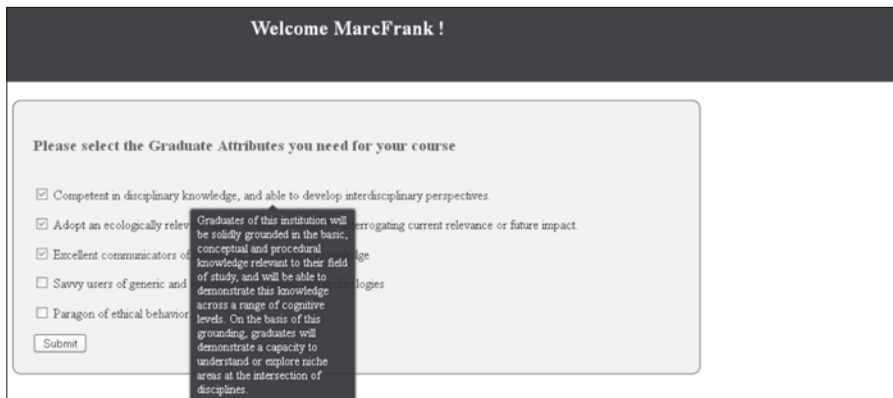 Welcome MarcFrank !
Please select the Graduate Attributes you need for your course
Competent in disciplinary knowledge, and able to develop interdisciplinary perspectives.
Adopt an ecologically
errogating current relevance or future impact.
Excellent communicators of
Savvy users of generic and
Paragon of ethical behavior
Submit
Graduates of this institution will
be solidly grounded in the basic,
conceptual and procedural
knowledge relevant to their field
of study, and will be able to
demonstrate this knowledge
across a range of cognitive
levels. On the basis of this
grounding, graduates will
demonstrate a capacity to
understand or explore niche
areas at the intersection of
disciplines.